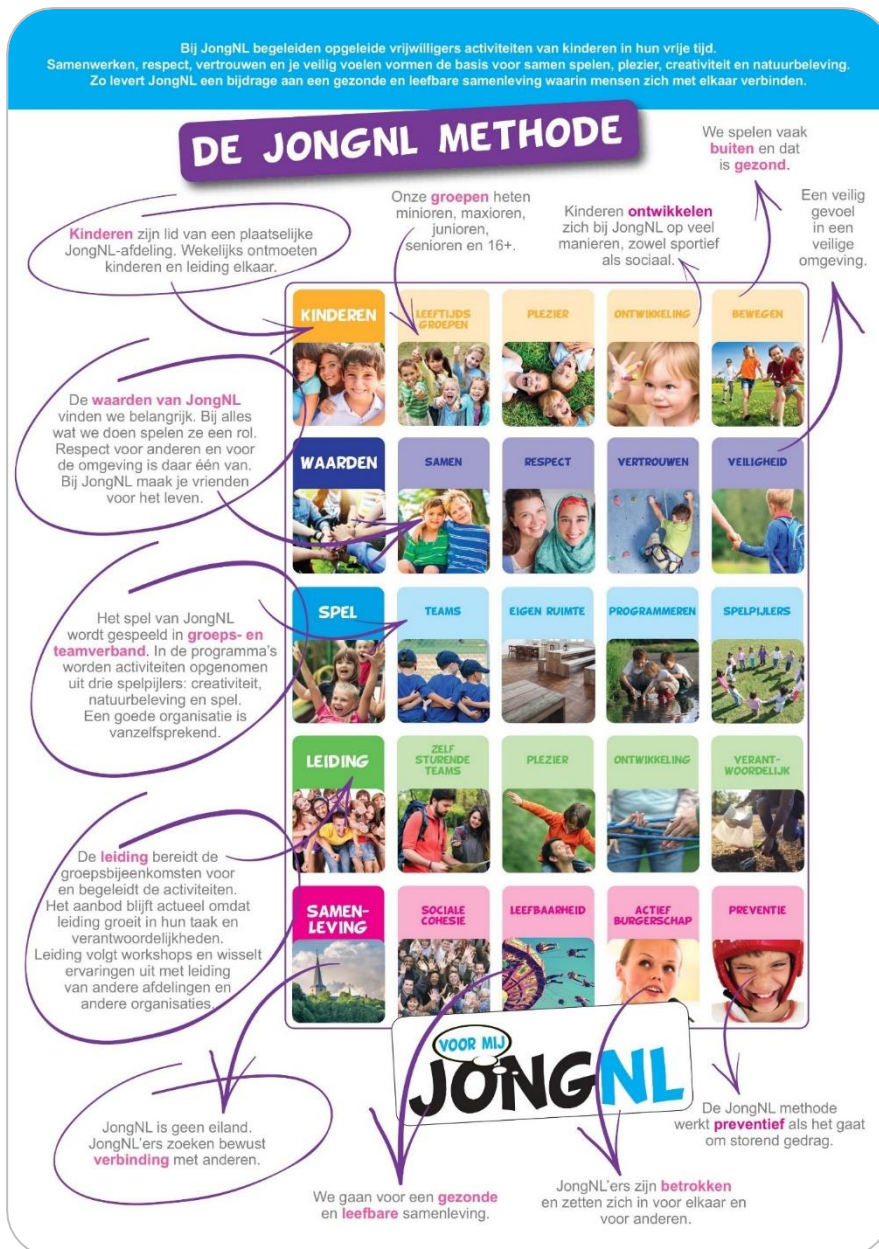 Bij JongNL begeleiden opgeleide vrijwilligers activiteiten van kinderen in hun vrije tijd.
Samenwerken, respect, vertrouwen en je veilig voelen vormen de basis voor samen spelen, plezier, creativiteit en natuurbeleving.
Zo levert JongNL een bijdrage aan een gezonde en leefbare samenleving waarin mensen zich met elkaar verbinden.
DE JONGNL METHODE
We spelen vaak
buiten en dat
is gezond.
Onze groepen heten
minioren, maxioren,
junioren,
senioren en 16+.
Kinderen ontwikkelen
zich bij JongNL op veel
manieren, zowel sportief
als sociaal.
Een veilig
gevoel
in een
veilige
omgeving.
Kinderen zijn lid van een plaatselijke
JongNL-afdeling. Wekelijks ontmoeten
kinderen en leiding elkaar.
KINDEREN
LEEFTIJDS
GROEPEN
PLEZIER
ONTWIKKELING
BEWEGEN
De waarden van JongNL
vinden we belangrijk. Bij alles
wat we doen spelen ze een rol.
Respect voor anderen en voor
de omgeving is daar één van.
Bij JongNL maak je vrienden
voor het leven.
WAARDEN
SAMEN
RESPECT
VERTROUWEN
VEILIGHEID
Het spel van JongNL
wordt gespeeld in groeps- en
teamverband. In de programma's
worden activiteiten opgenomen
uit drie spelpijlers: creativiteit,
natuurbeleving en spel.
Een goede organisatie is
vanzelfsprekend.
SPEL
TEAMS
EIGEN RUIMTE
PROGRAMMEREN
SPELPIJLERS
LEIDING
ZELF
STURENDE
TEAMS
PLEZIER
ONTWIKKELING
VERANT-
WOORDELIJK
De leiding bereidt de
groepsbijeenkomsten voor
en begeleidt de activiteiten.
Het aanbod blijft actueel omdat
leiding groeit in hun taak en
verantwoordelijkheden.
Leiding volgt workshops en wisselt
ervaringen uit met leiding
van andere afdelingen en
andere organisaties.
SAMEN-
LEVING
SOCIALE
COHESIE
LEEFBAARHEID
ACTIEF
BURGERSCHAP
PREVENTIE
VOOR MIJ
JONGNL
JongNL is geen eiland.
JongNL'ers zoeken bewust
verbinding met anderen.
We gaan voor een gezonde
en leefbare samenleving.
JongNL'ers zijn betrokken
en zetten zich in voor elkaar en
voor anderen.
De JongNL methode
werkt preventief als het gaat
om storend gedrag.